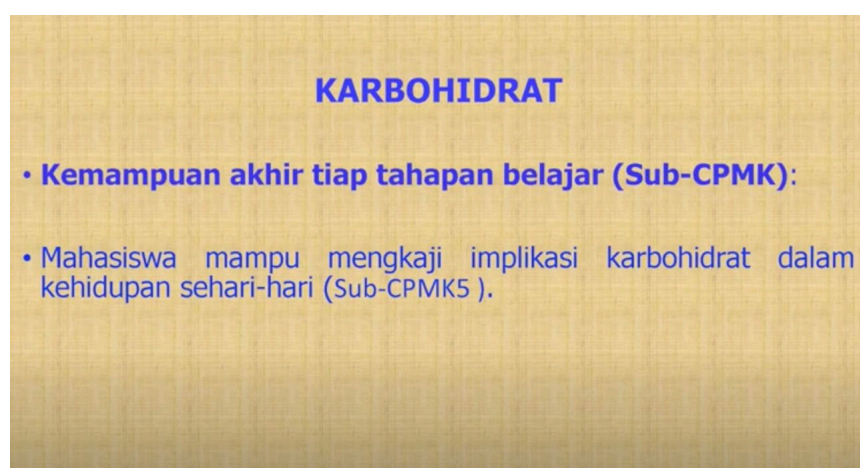 KARBOHIDRAT
• Kemampuan akhir tiap tahapan belajar (Sub-CPMK):
• Mahasiswa mampu mengkaji implikasi karbohidrat dalam
kehidupan sehari-hari (Sub-CPMK5 ).